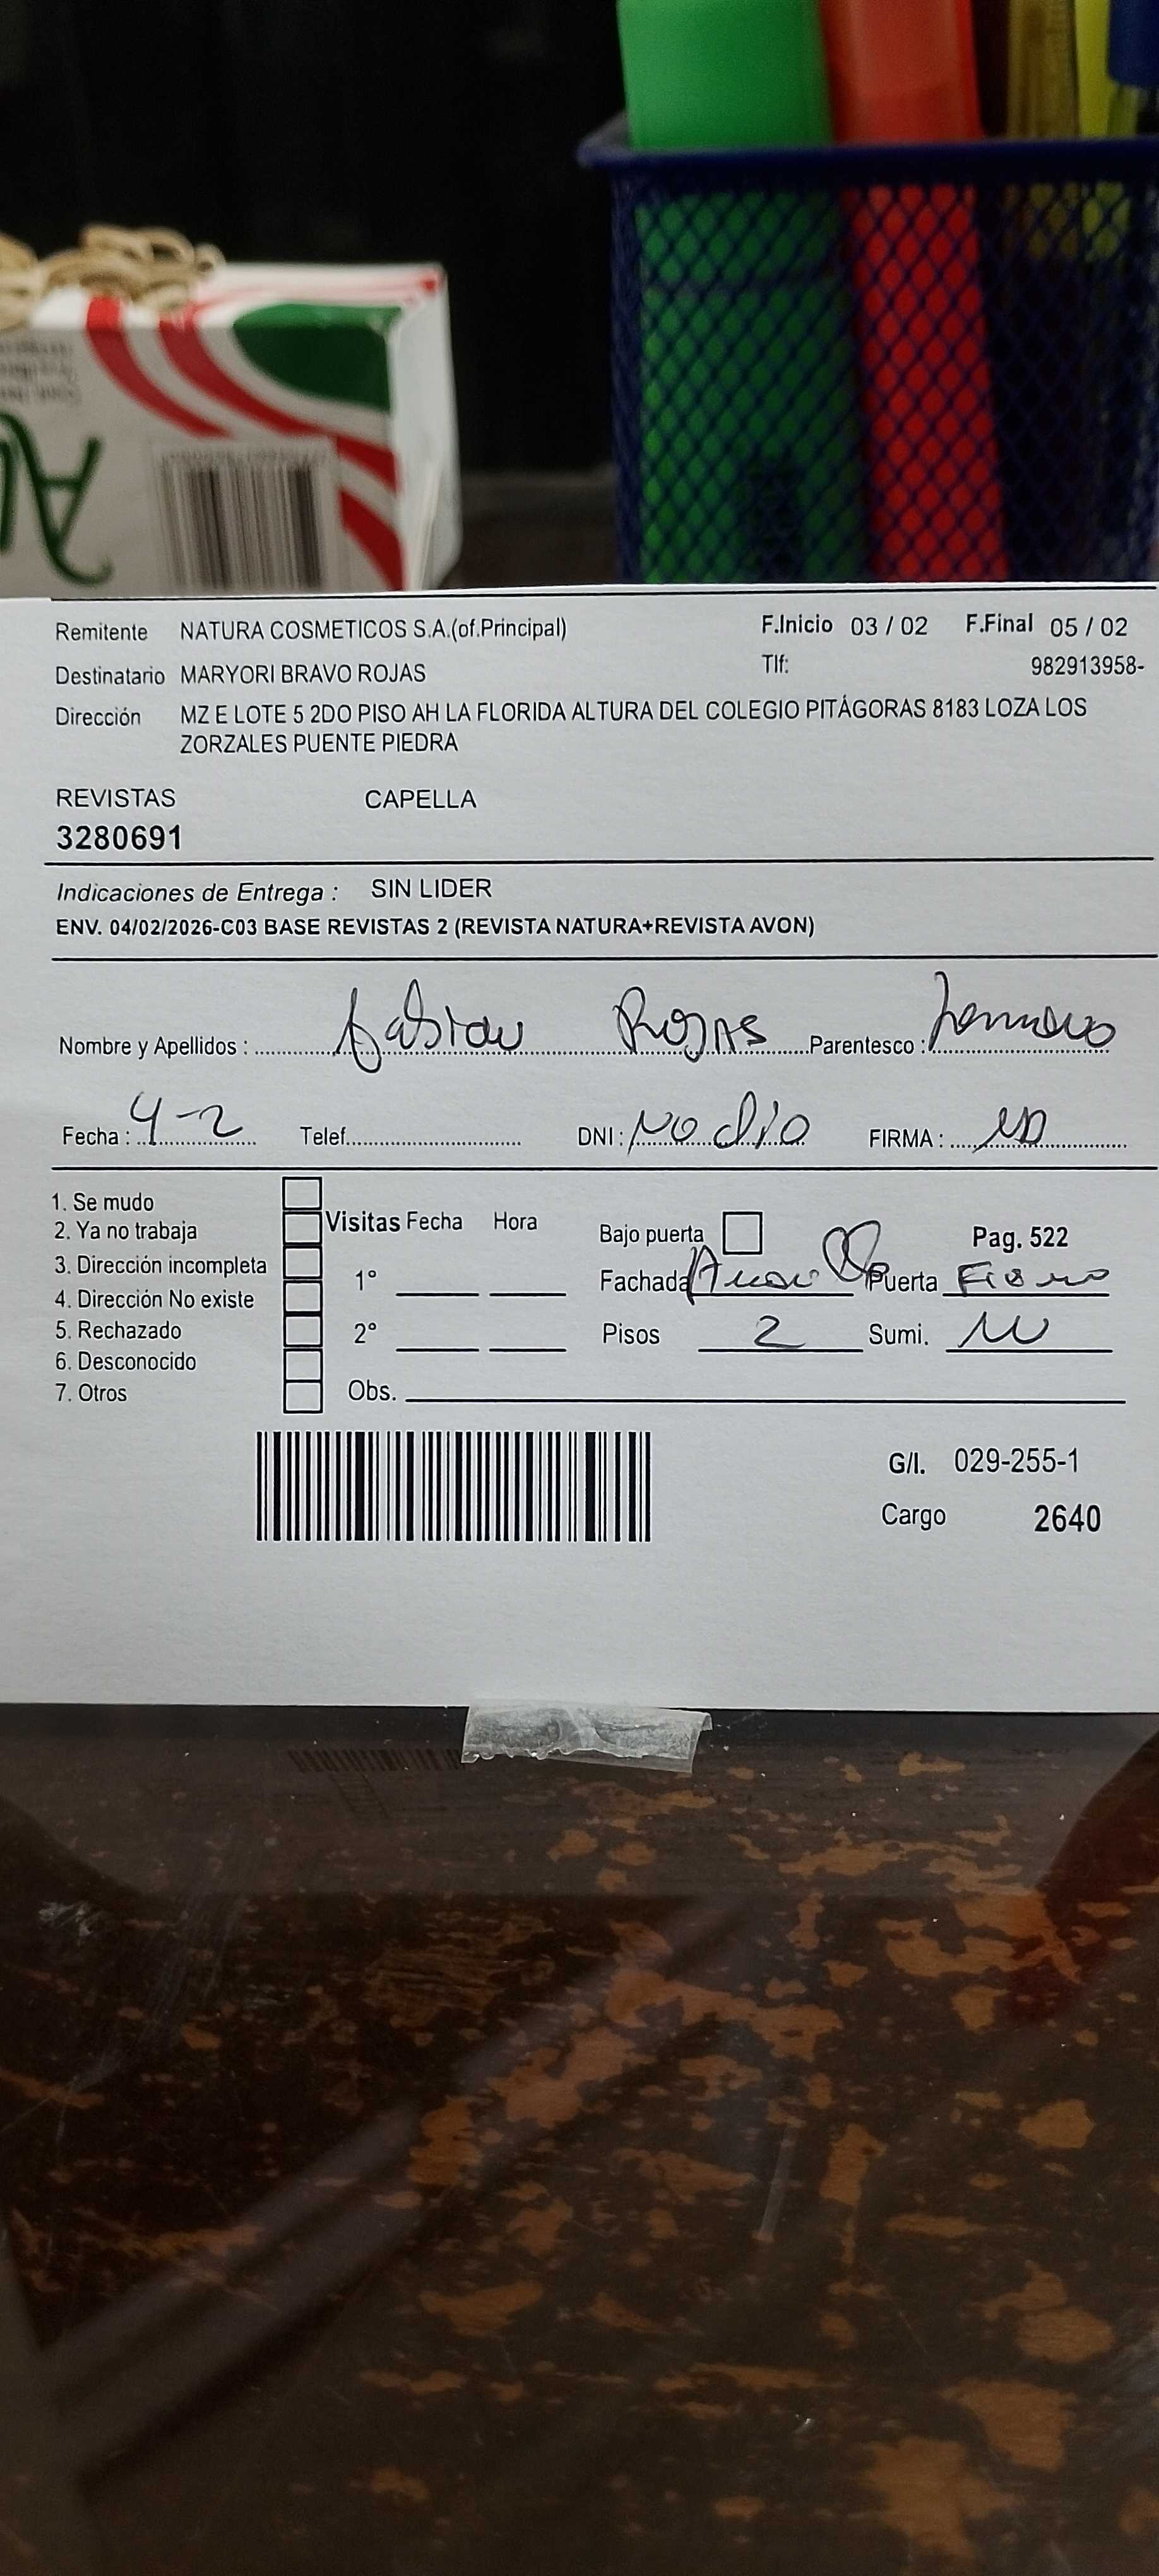 Remitente NATURA COSMETICOS S.A.(of.Principal) F.Inicio 03 / 02 F.Final 05 / 02
Destinatario MARYORI BRAVO ROJAS Tlf: 982913958-
Dirección MZ E LOTE 5 2DO PISO AH LA FLORIDA ALTURA DEL COLEGIO PITÁGORAS 8183 LOZA LOS
ZORZALES PUENTE PIEDRA
REVISTAS CAPELLA
3280691
Indicaciones de Entrega : SIN LIDER
ENV. 04/02/2026-C03 BASE REVISTAS 2 (REVISTA NATURA+REVISTA AVON)
Nombre y Apellidos : Fabian Rojas Parentesco : Hermano
Fecha : 4-2 Telef. DNI : NO dio FIRMA : ND
1. Se mudo
2. Ya no trabaja Visitas Fecha Hora Bajo puerta Pag. 522
3. Dirección incompleta 1° Fachada Puerta Fierro
4. Dirección No existe
5. Rechazado 2° Pisos 2 Sumi.
6. Desconocido
7. Otros Obs.
G/I. 029-255-1
Cargo 2640